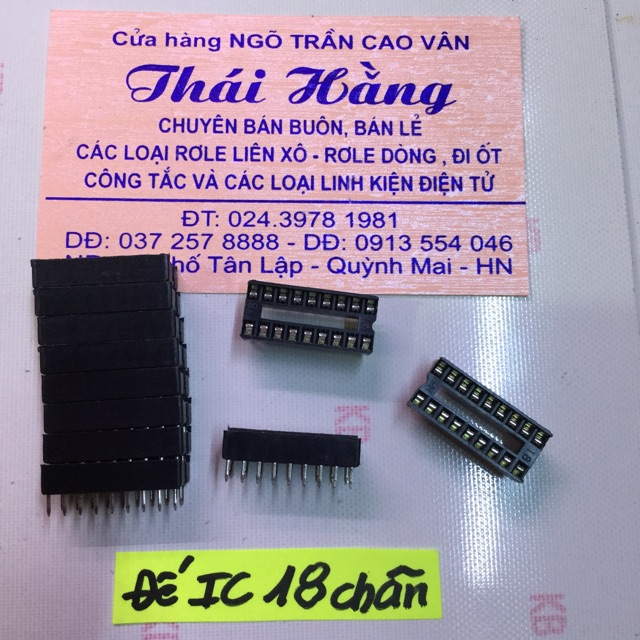 Cửa hàng NGÕ TRẦN CAO VÂN
Thái Hằng
CHUYÊN BÁN BUÔN, BÁN LẺ
CÁC LOẠI RƠLE LIÊN XÔ - RƠLE DÒNG , ĐI ỐT
CÔNG TẮC VÀ CÁC LOẠI LINH KIỆN ĐIỆN TỬ
ĐT: 024.3978 1981
DĐ: 037 257 8888 - DĐ: 0913 554 046
Tân Lập - Quỳnh Mai - HN
ĐẾ IC 18 chân